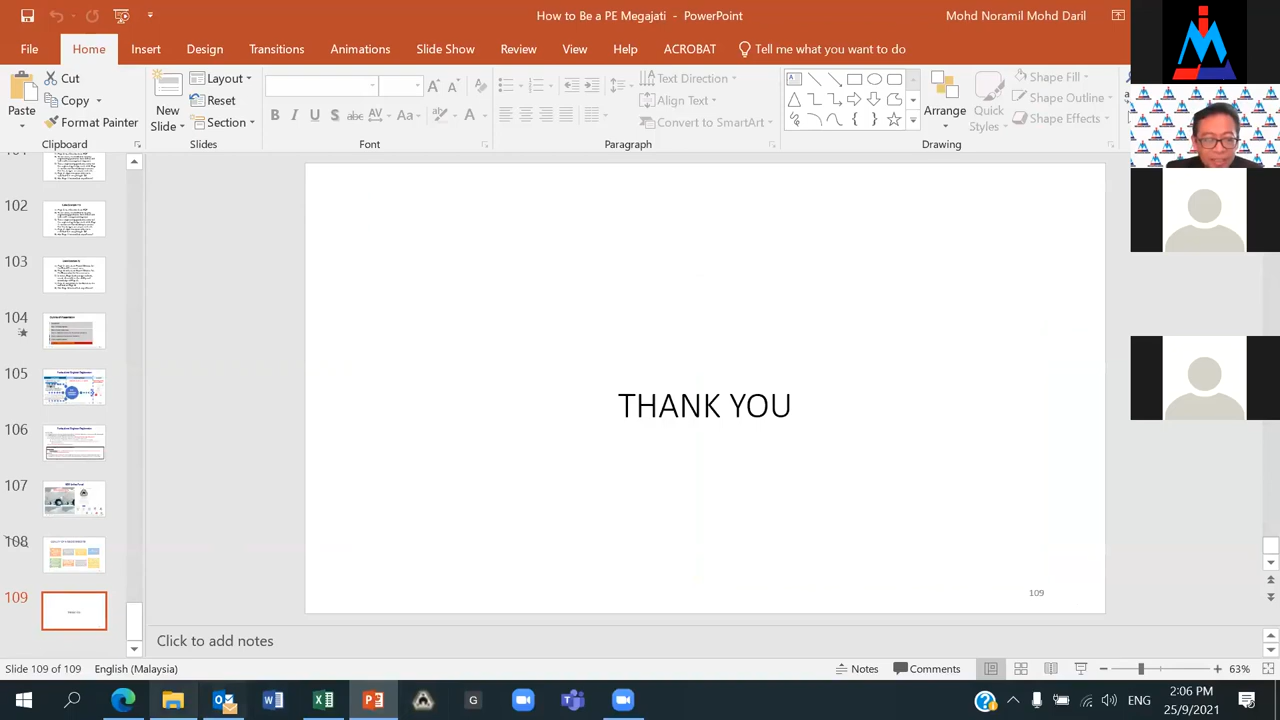 How to Be a PE Megajati - PowerPoint
Mohd Noramil Mohd Daril
File Home Insert Design Transitions Animations Slide Show Review View Help ACROBAT Tell me what you want to do
Paste
Cut
Copy
Format Painter
Clipboard
New
Slide
Layout
Reset
Section
Slides
B I U S abc AV Aa A
Font
Text Direction
Align Text
Convert to SmartArt
Paragraph
Arrange
Quick
Styles
Shape Fill
Shape Outline
Shape Effects
Drawing
102
103
104
105
106
107
108
109
THANK YOU
109
Click to add notes
Slide 109 of 109
English (Malaysia)
Notes
Comments
63%
ENG
2:06 PM
25/9/2021